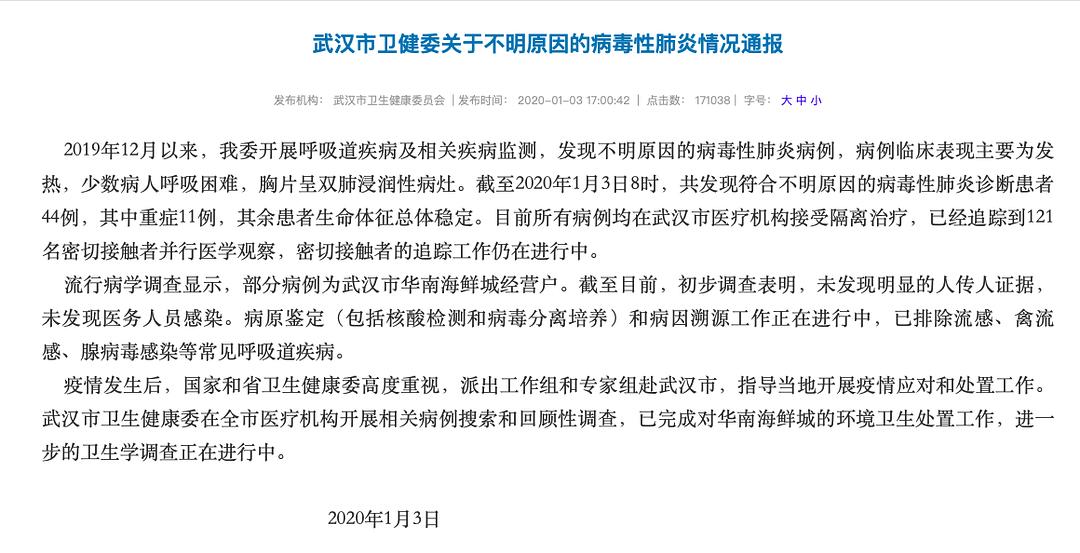 武汉市卫健委关于不明原因的病毒性肺炎情况通报
发布机构： 武汉市卫生健康委员会 | 发布时间： 2020-01-03 17:00:42 | 点击数： 171038 | 字号： 大 中 小
2019年12月以来，我委开展呼吸道疾病及相关疾病监测，发现不明原因的病毒性肺炎病例，病例临床表现主要为发
热，少数病人呼吸困难，胸片呈双肺浸润性病灶。截至2020年1月3日8时，共发现符合不明原因的病毒性肺炎诊断患者
44例，其中重症11例，其余患者生命体征总体稳定。目前所有病例均在武汉市医疗机构接受隔离治疗，已经追踪到121
名密切接触者并行医学观察，密切接触者的追踪工作仍在进行中。
流行病学调查显示，部分病例为武汉市华南海鲜城经营户。截至目前，初步调查表明，未发现明显的人传人证据，
未发现医务人员感染。病原鉴定（包括核酸检测和病毒分离培养）和病因溯源工作正在进行中，已排除流感、禽流
感、腺病毒感染等常见呼吸道疾病。
疫情发生后，国家和省卫生健康委高度重视，派出工作组和专家组赴武汉市，指导当地开展疫情应对和处置工作。
武汉市卫生健康委在全市医疗机构开展相关病例搜索和回顾性调查，已完成对华南海鲜城的环境卫生处置工作，进一
步的卫生学调查正在进行中。
2020年1月3日